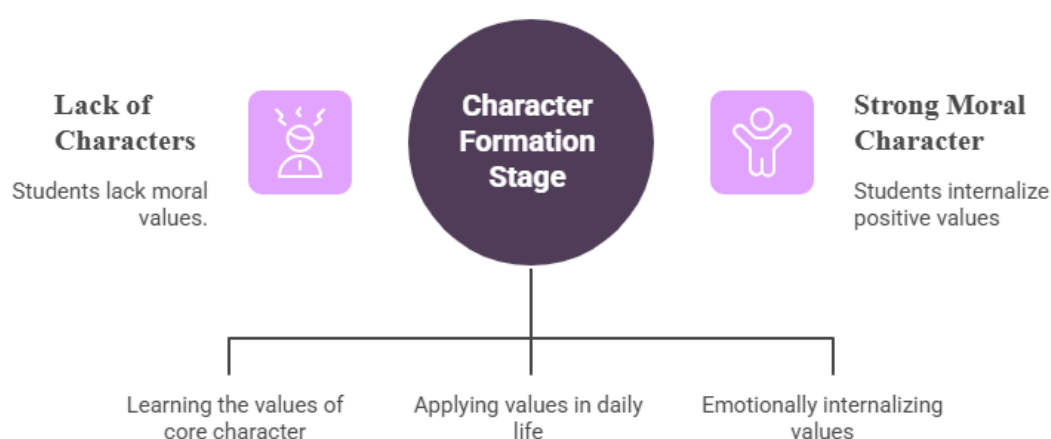 Lack of
Characters
Students lack moral
values.
Character
Formation
Stage
Strong Moral
Character
Students internalize
positive values
Learning the values of
core character
Applying values in daily
life
Emotionally internalizing
values